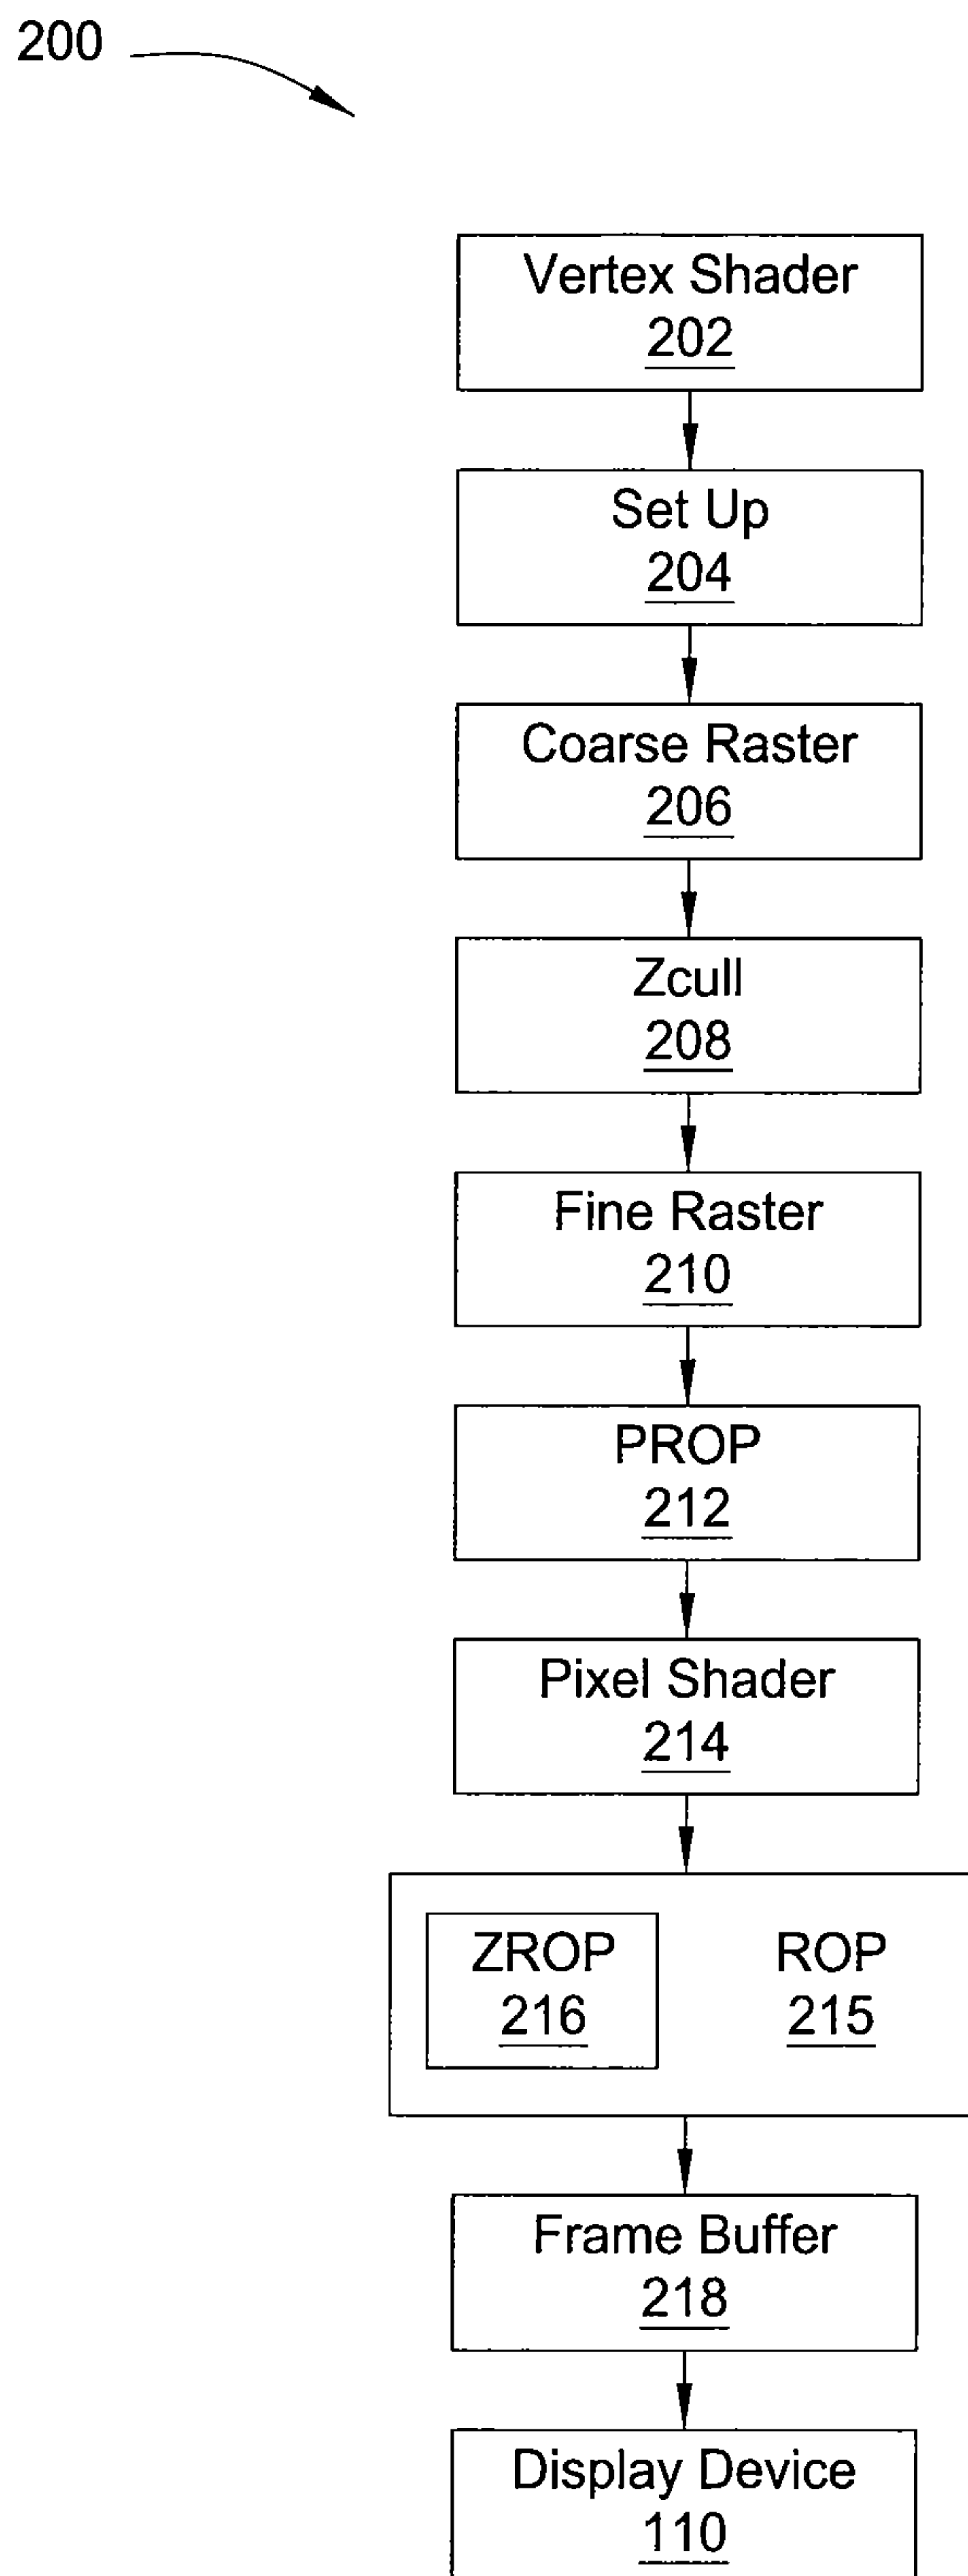 200
Vertex Shader
202
Set Up
204
Coarse Raster
206
Zcull
208
Fine Raster
210
PROP
212
Pixel Shader
214
ZROP
216
ROP
215
Frame Buffer
218
Display Device
110